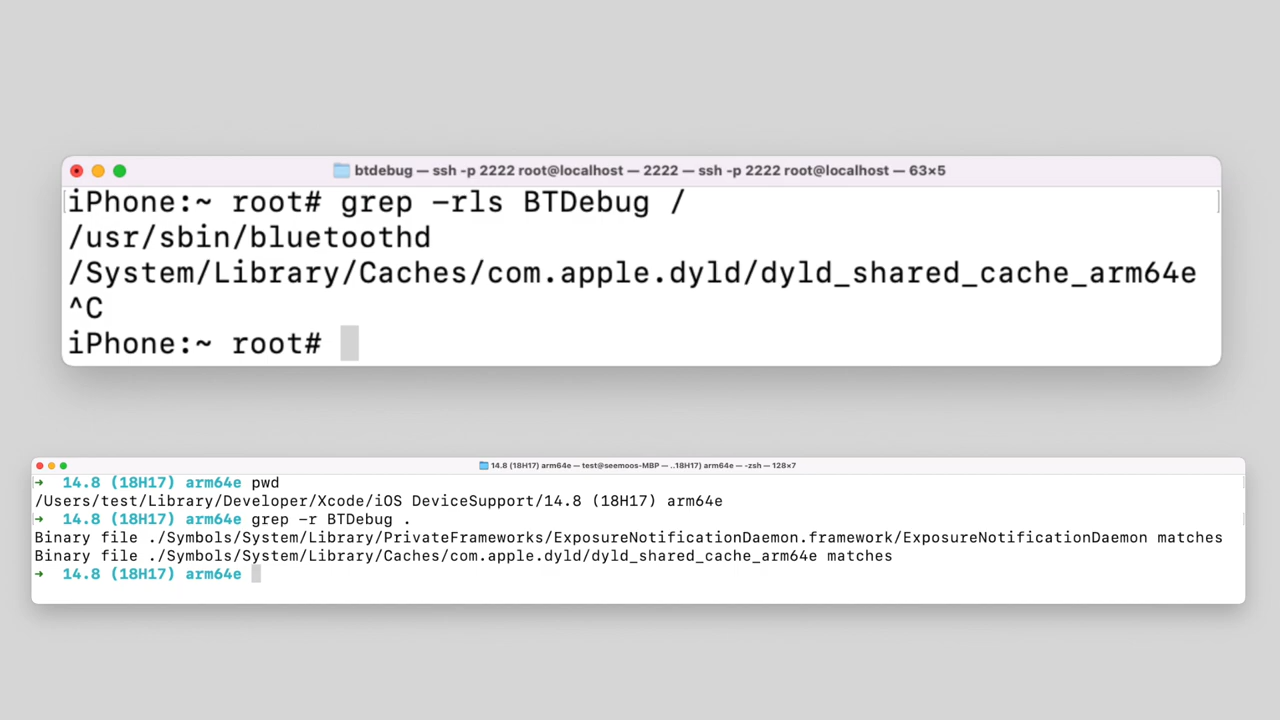 btdebug — ssh -p 2222 root@localhost — 2222 — ssh -p 2222 root@localhost — 63×5
iPhone:~ root# grep -rls BTDebug /
/usr/sbin/bluetoothd
/System/Library/Caches/com.apple.dyld/dyld_shared_cache_arm64e
^C
iPhone:~ root#
14.8 (18H17) arm64e — test@seemoos-MBP — ..18H17) arm64e — -zsh — 128×7
→ 14.8 (18H17) arm64e pwd
/Users/test/Library/Developer/Xcode/iOS DeviceSupport/14.8 (18H17) arm64e
→ 14.8 (18H17) arm64e grep -r BTDebug .
Binary file ./Symbols/System/Library/PrivateFrameworks/ExposureNotificationDaemon.framework/ExposureNotificationDaemon matches
Binary file ./Symbols/System/Library/Caches/com.apple.dyld/dyld_shared_cache_arm64e matches
→ 14.8 (18H17) arm64e